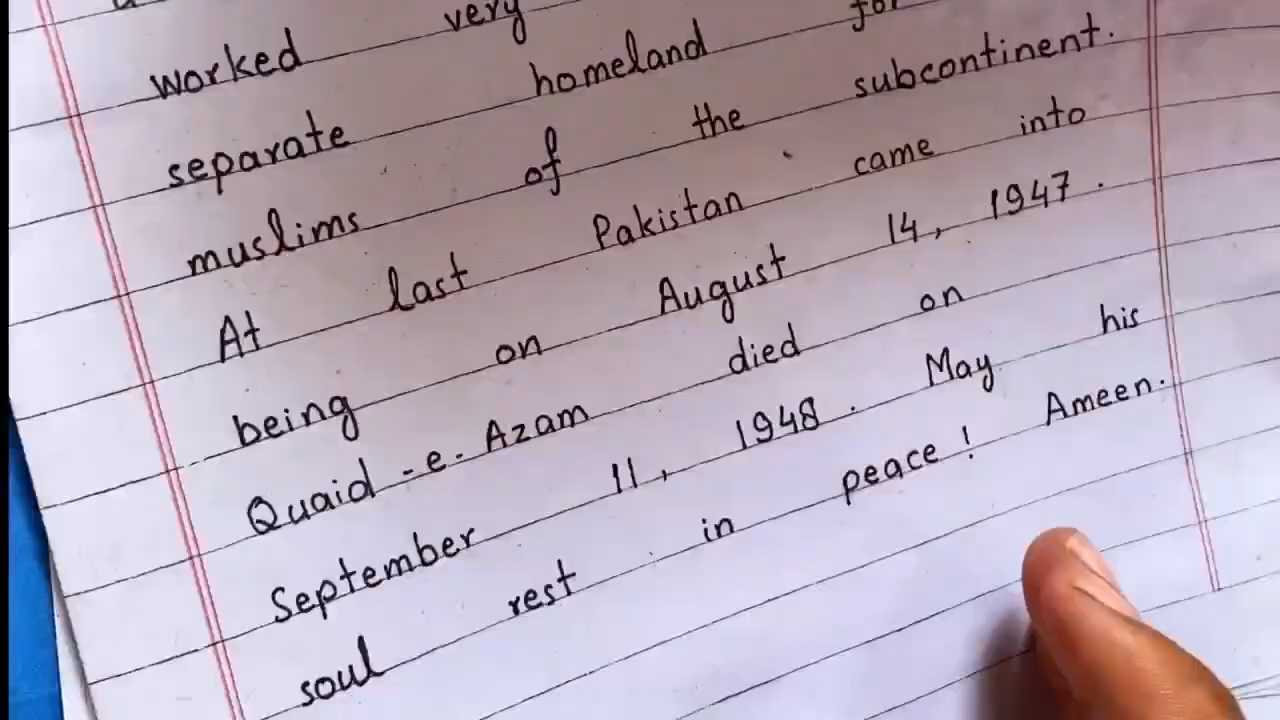 worked very
separate homeland for
muslims of the subcontinent.
At last Pakistan came into
being on August 14, 1947.
Quaid-e-Azam died on
September 11, 1948. May his
soul rest in peace! Ameen.